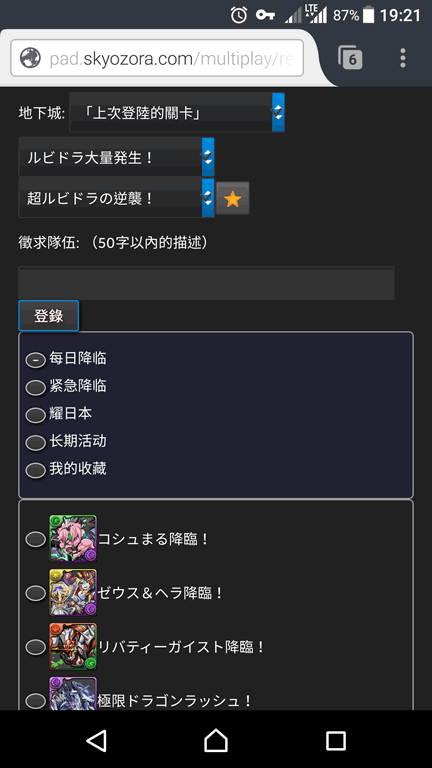 LTE 87% 19:21
pad.skyozora.com/multiplay/re
6
地下城: 「上次登陸的關卡」
ルビドラ大量発生！
超ルビドラの逆襲！
徵求隊伍: （50字以內的描述）
登錄
每日降临
紧急降临
耀日本
长期活动
我的收藏
コシュまる降臨！
ゼウス＆ヘラ降臨！
リバティーガイスト降臨！
極限ドラゴンラッシュ！